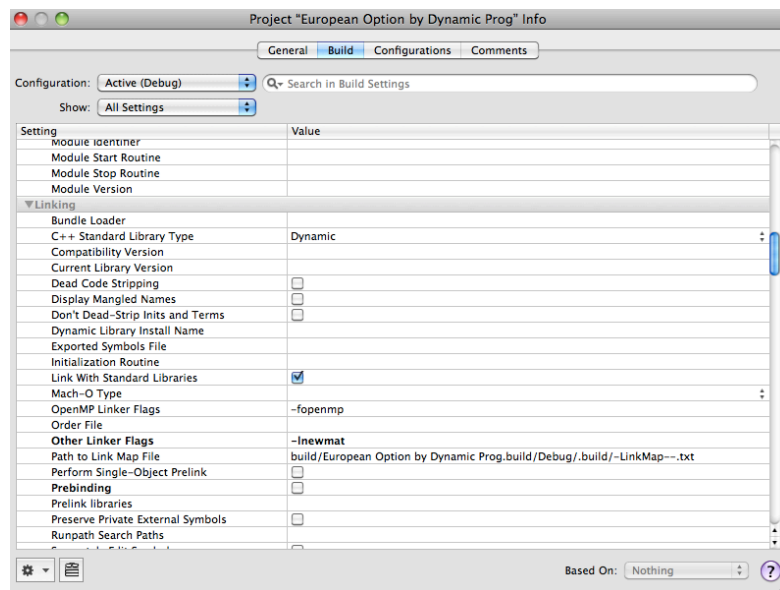 Project “European Option by Dynamic Prog” Info
General Build Configurations Comments
Configuration: Active (Debug) Search in Build Settings
Show: All Settings
Setting Value
Module Identifier
Module Start Routine
Module Stop Routine
Module Version
Linking
Bundle Loader
C++ Standard Library Type Dynamic
Compatibility Version
Current Library Version
Dead Code Stripping
Display Mangled Names
Don't Dead-Strip Inits and Terms
Dynamic Library Install Name
Exported Symbols File
Initialization Routine
Link With Standard Libraries
Mach-O Type
OpenMP Linker Flags -fopenmp
Order File
Other Linker Flags -lnewmat
Path to Link Map File build/European Option by Dynamic Prog.build/Debug/.build/-LinkMap--.txt
Perform Single-Object Prelink
Prebinding
Prelink libraries
Preserve Private External Symbols
Runpath Search Paths
Based On: Nothing ?